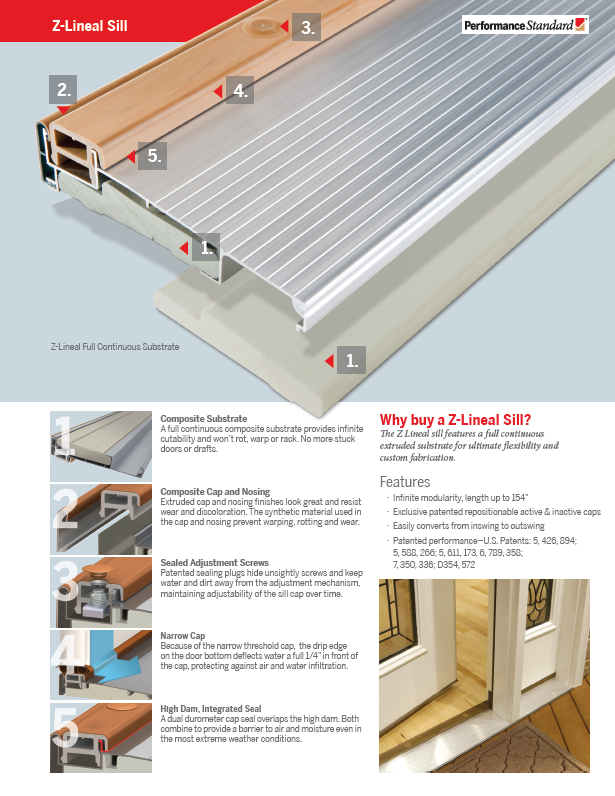 Z-Lineal Sill
PerformanceStandard
3.
2.
4.
5.
1.
1.
Z-Lineal Full Continuous Substrate
1
Composite Substrate
A full continuous composite substrate provides infinite
cutability and won't rot, warp or rack. No more stuck
doors or drafts.
2
Composite Cap and Nosing
Extruded cap and nosing finishes look great and resist
wear and discoloration. The synthetic material used in
the cap and nosing prevent warping, rotting and wear.
3
Sealed Adjustment Screws
Patented sealing plugs hide unsightly screws and keep
water and dirt away from the adjustment mechanism,
maintaining adjustability of the sill cap over time.
4
Narrow Cap
Because of the narrow threshold cap, the drip edge
on the door bottom deflects water a full 1/4" in front of
the cap, protecting against air and water infiltration.
5
High Dam, Integrated Seal
A dual durometer cap seal overlaps the high dam. Both
combine to provide a barrier to air and moisture even in
the most extreme weather conditions.
Why buy a Z-Lineal Sill?
The Z Lineal sill features a full continuous
extruded substrate for ultimate flexibility and
custom fabrication.
Features
· Infinite modularity, length up to 154"
· Exclusive patented repositionable active & inactive caps
· Easily converts from inswing to outswing
· Patented performance–U.S. Patents: 5, 426, 894;
5, 588, 266; 5, 611, 173, 6, 789, 358;
7, 350, 336; D354, 572